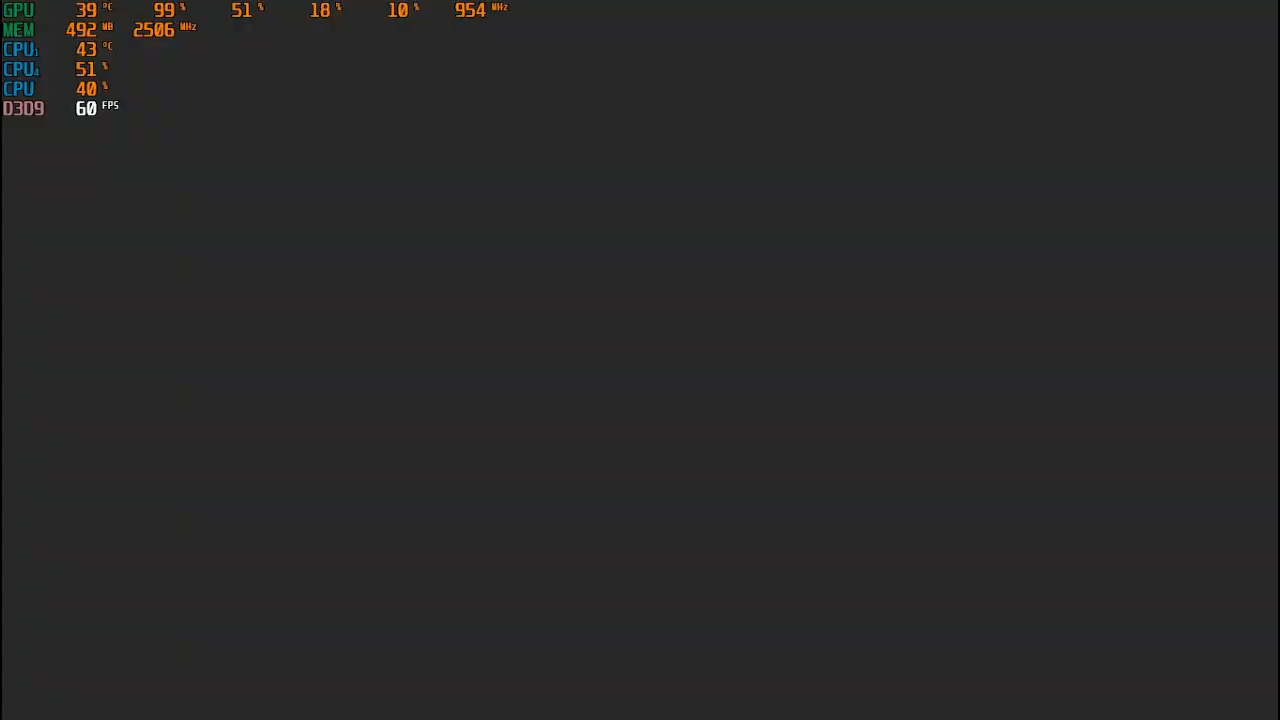 GPU 39 °C 99 % 51 % 18 % 10 % 954 MHz
MEM 492 MB 2506 MHz
CPU1 43 °C
CPU4 51 %
CPU 40 %
D3D9 60 FPS